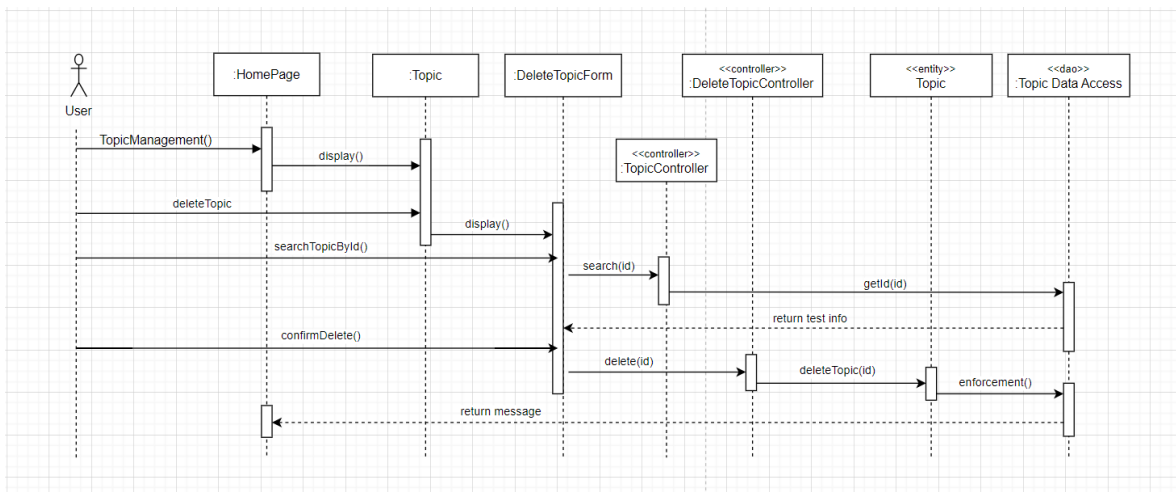 :HomePage
:Topic
:DeleteTopicForm
<<controller>>
:DeleteTopicController
<<entity>>
Topic
<<dao>>
:Topic Data Access
User
TopicManagement()
display()
<<controller>>
:TopicController
deleteTopic
display()
searchTopicById()
search(id)
getId(id)
return test info
confirmDelete()
delete(id)
deleteTopic(id)
enforcement()
return message